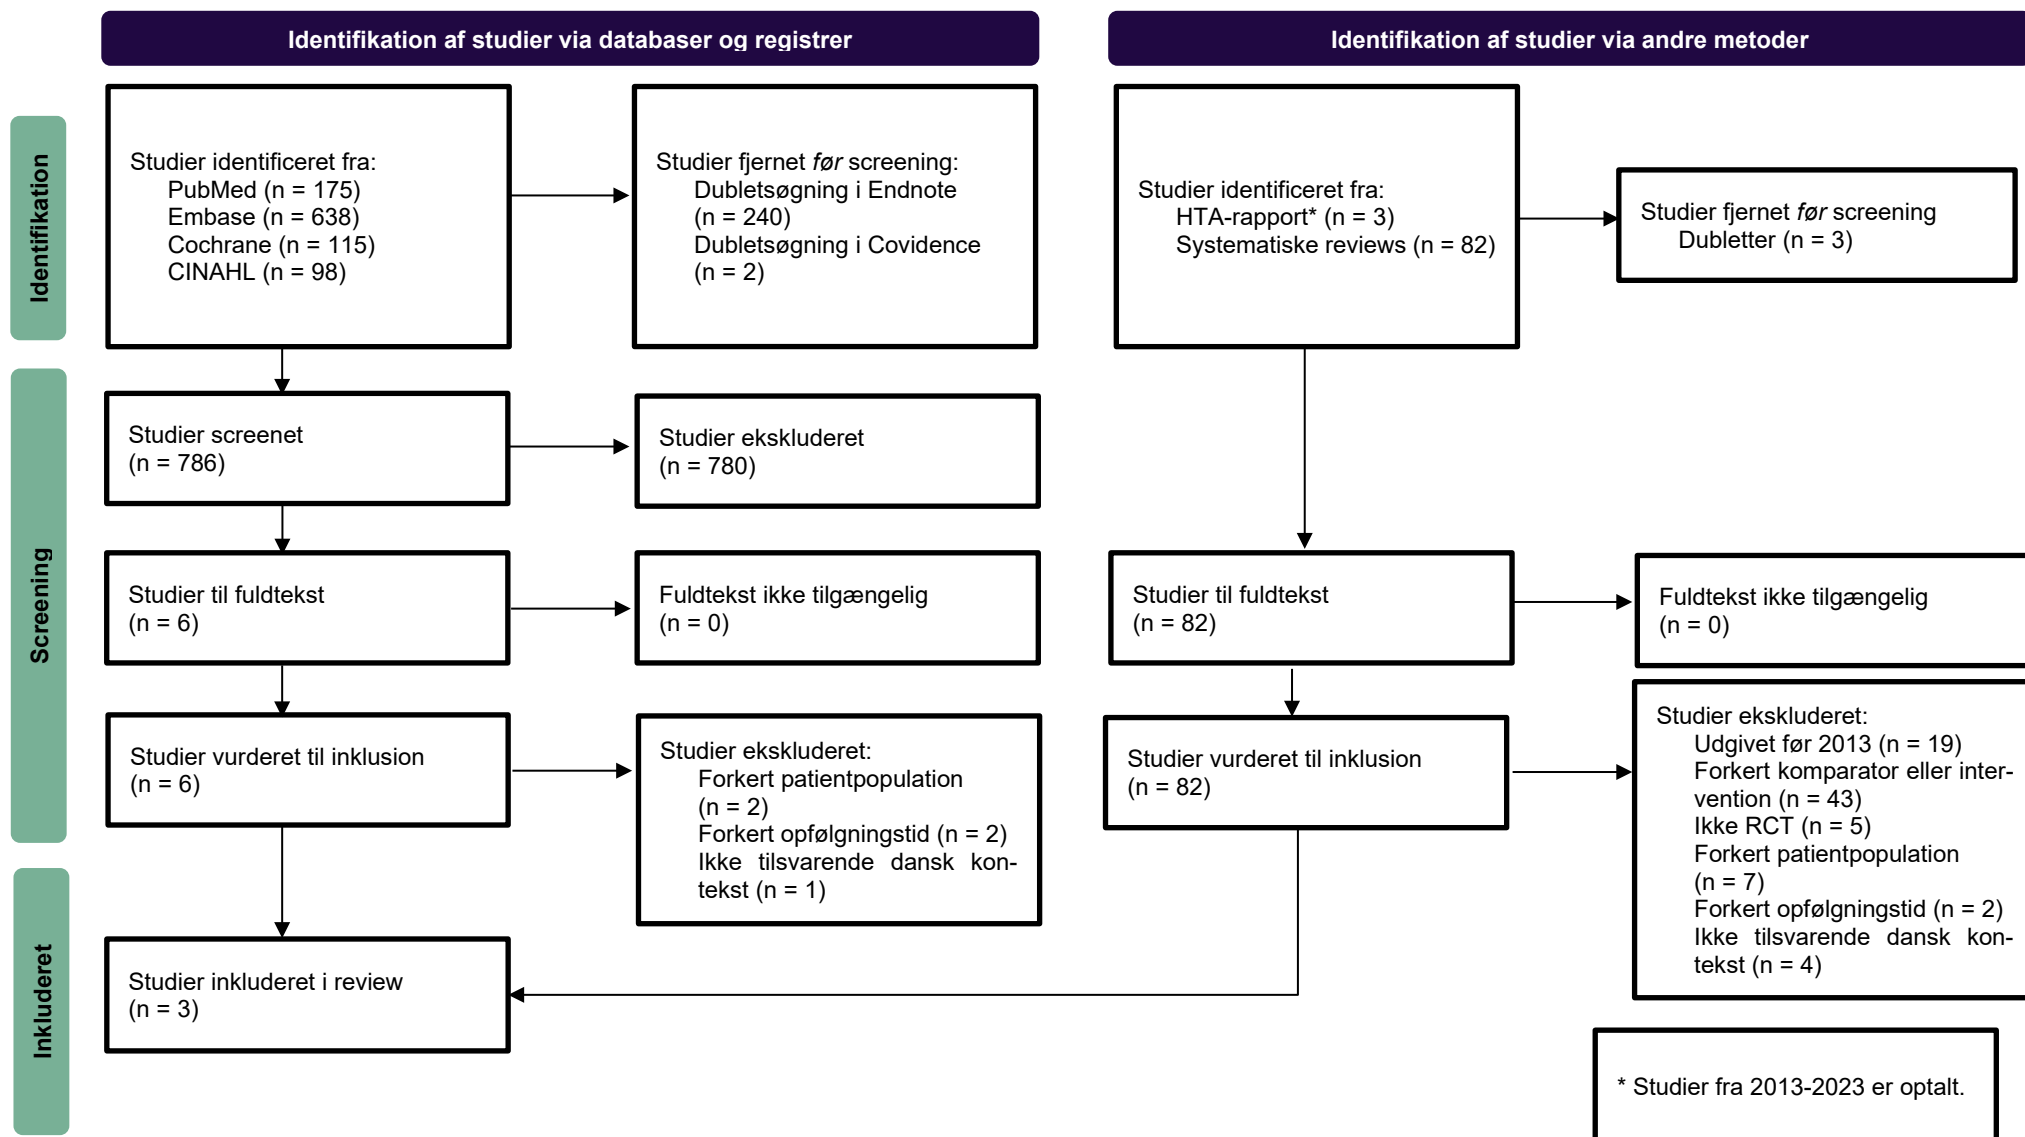 Identifikation af studier via databaser og registrer
Identifikation af studier via andre metoder
Identifikation
Studier identificeret fra:
PubMed (n = 175)
Embase (n = 638)
Cochrane (n = 115)
CINAHL (n = 98)
Studier fjernet før screening:
Dubletsøgning i Endnote
(n = 240)
Dubletsøgning i Covidence
(n = 2)
Studier identificeret fra:
HTA-rapport* (n = 3)
Systematiske reviews (n = 82)
Studier fjernet før screening
Dubletter (n = 3)
Screening
Studier screenet
(n = 786)
Studier ekskluderet
(n = 780)
Studier til fuldtekst
(n = 6)
Fuldtekst ikke tilgængelig
(n = 0)
Studier til fuldtekst
(n = 82)
Fuldtekst ikke tilgængelig
(n = 0)
Studier vurderet til inklusion
(n = 6)
Studier ekskluderet:
Forkert patientpopulation
(n = 2)
Forkert opfølgningstid (n = 2)
Ikke tilsvarende dansk kon-
tekst (n = 1)
Studier vurderet til inklusion
(n = 82)
Studier ekskluderet:
Udgivet før 2013 (n = 19)
Forkert komparator eller inter-
vention (n = 43)
Ikke RCT (n = 5)
Forkert patientpopulation
(n = 7)
Forkert opfølgningstid (n = 2)
Ikke tilsvarende dansk kon-
tekst (n = 4)
Inkluderet
Studier inkluderet i review
(n = 3)
* Studier fra 2013-2023 er optalt.